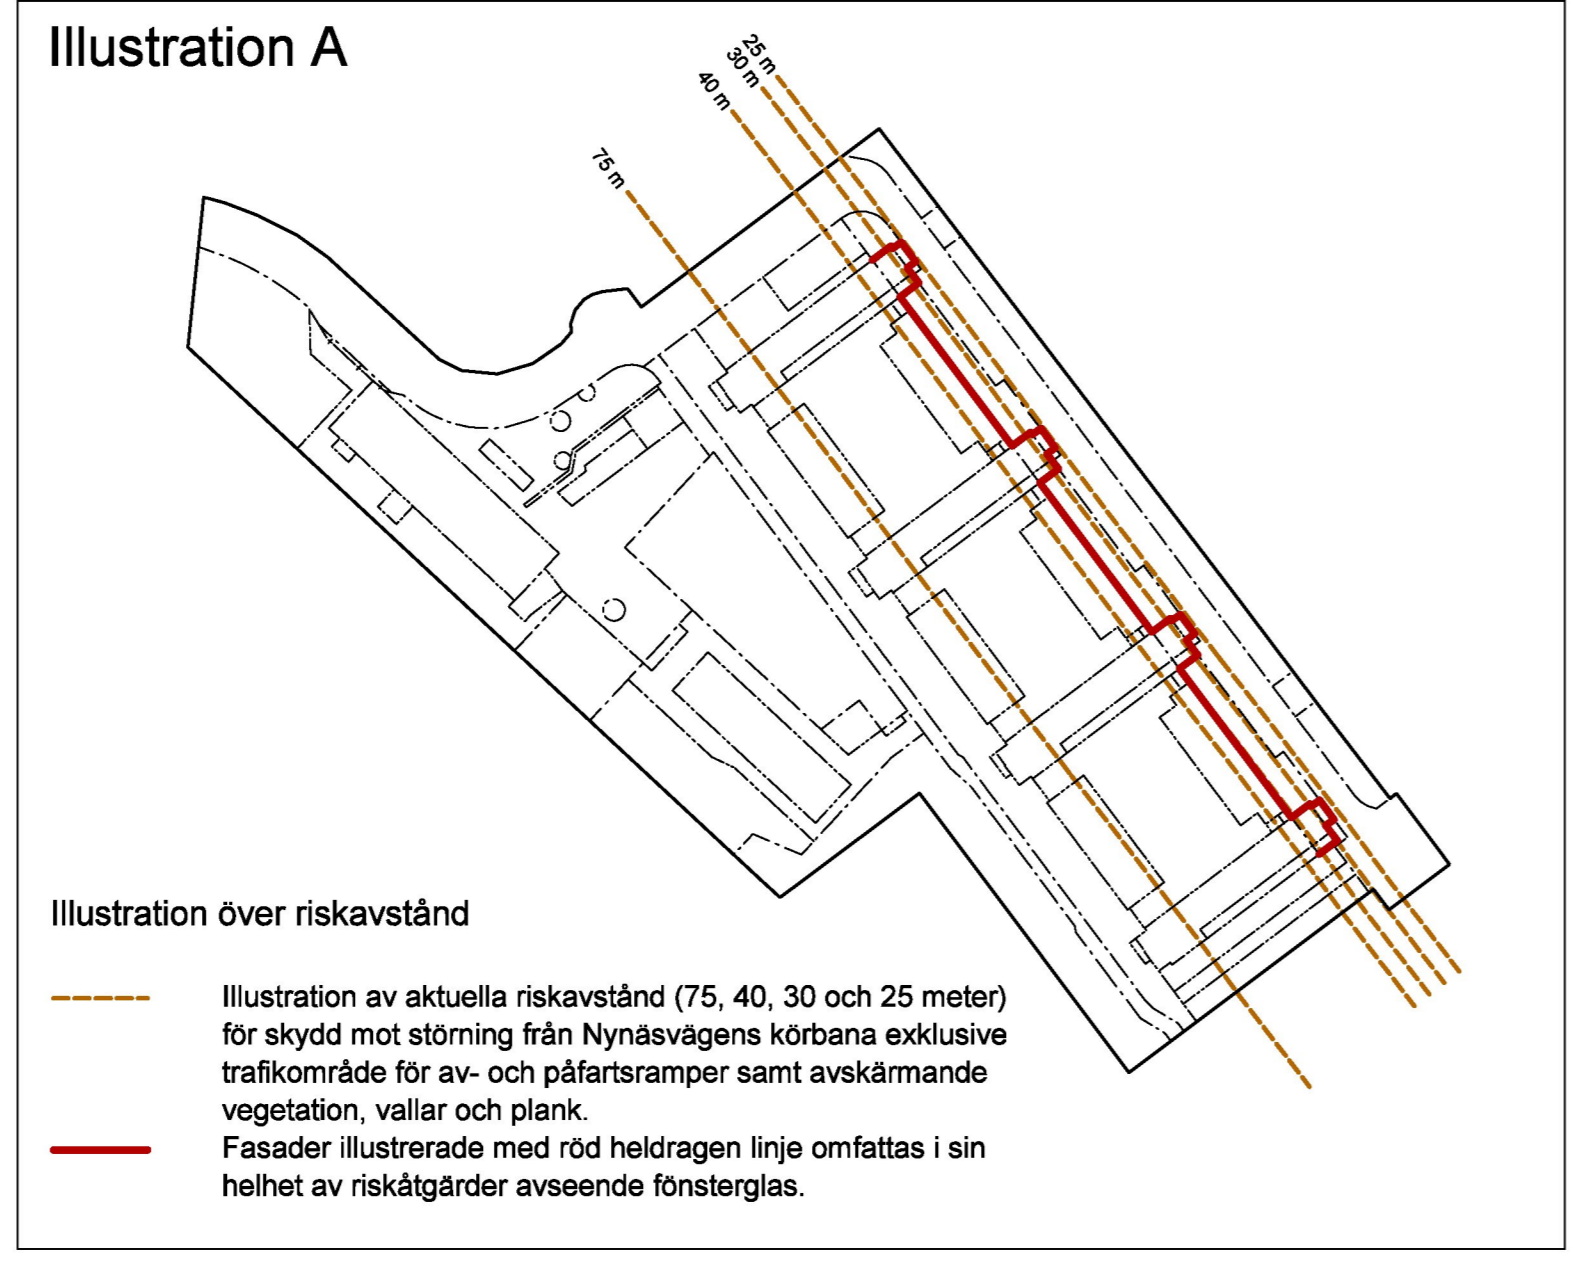 Illustration A
25 m
30 m
40 m
75 m
Illustration över riskavstånd
Illustration av aktuella riskavstånd (75, 40, 30 och 25 meter)
för skydd mot störning från Nynäsvägens körbana exklusive
trafikområde för av- och påfartsramper samt avskärmande
vegetation, vallar och plank.
Fasader illustrerade med röd heldragen linje omfattas i sin
helhet av riskåtgärder avseende fönsterglas.